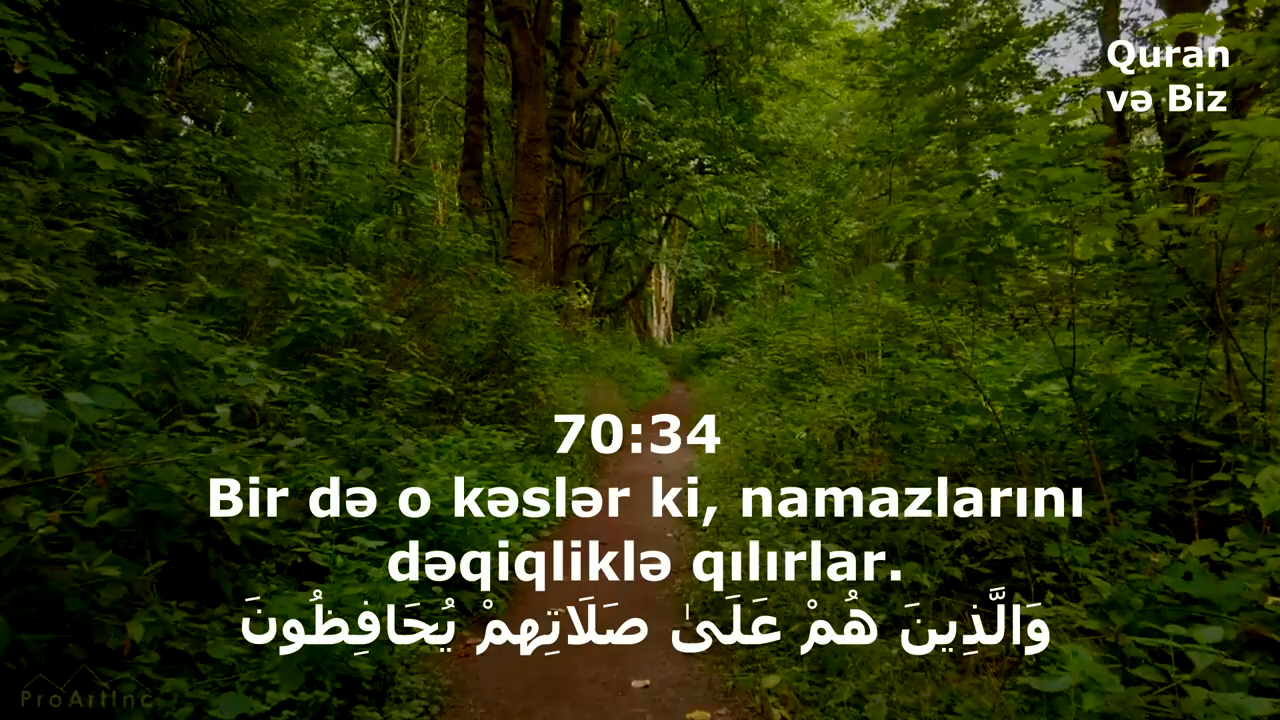 Quran
və Biz
70:34
Bir də o kəslər ki, namazlarını
dəqiqliklə qılırlar.
وَالَّذِينَ هُمْ عَلَىٰ صَلَاتِهِمْ يُحَافِظُونَ
ProArtInc